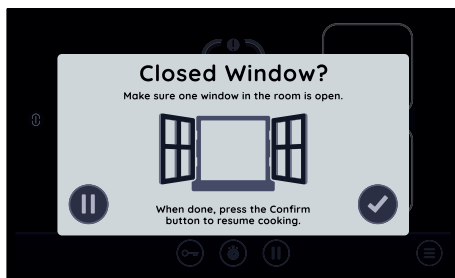 Closed Window?
Make sure one window in the room is open.
When done, press the Confirm
button to resume cooking.